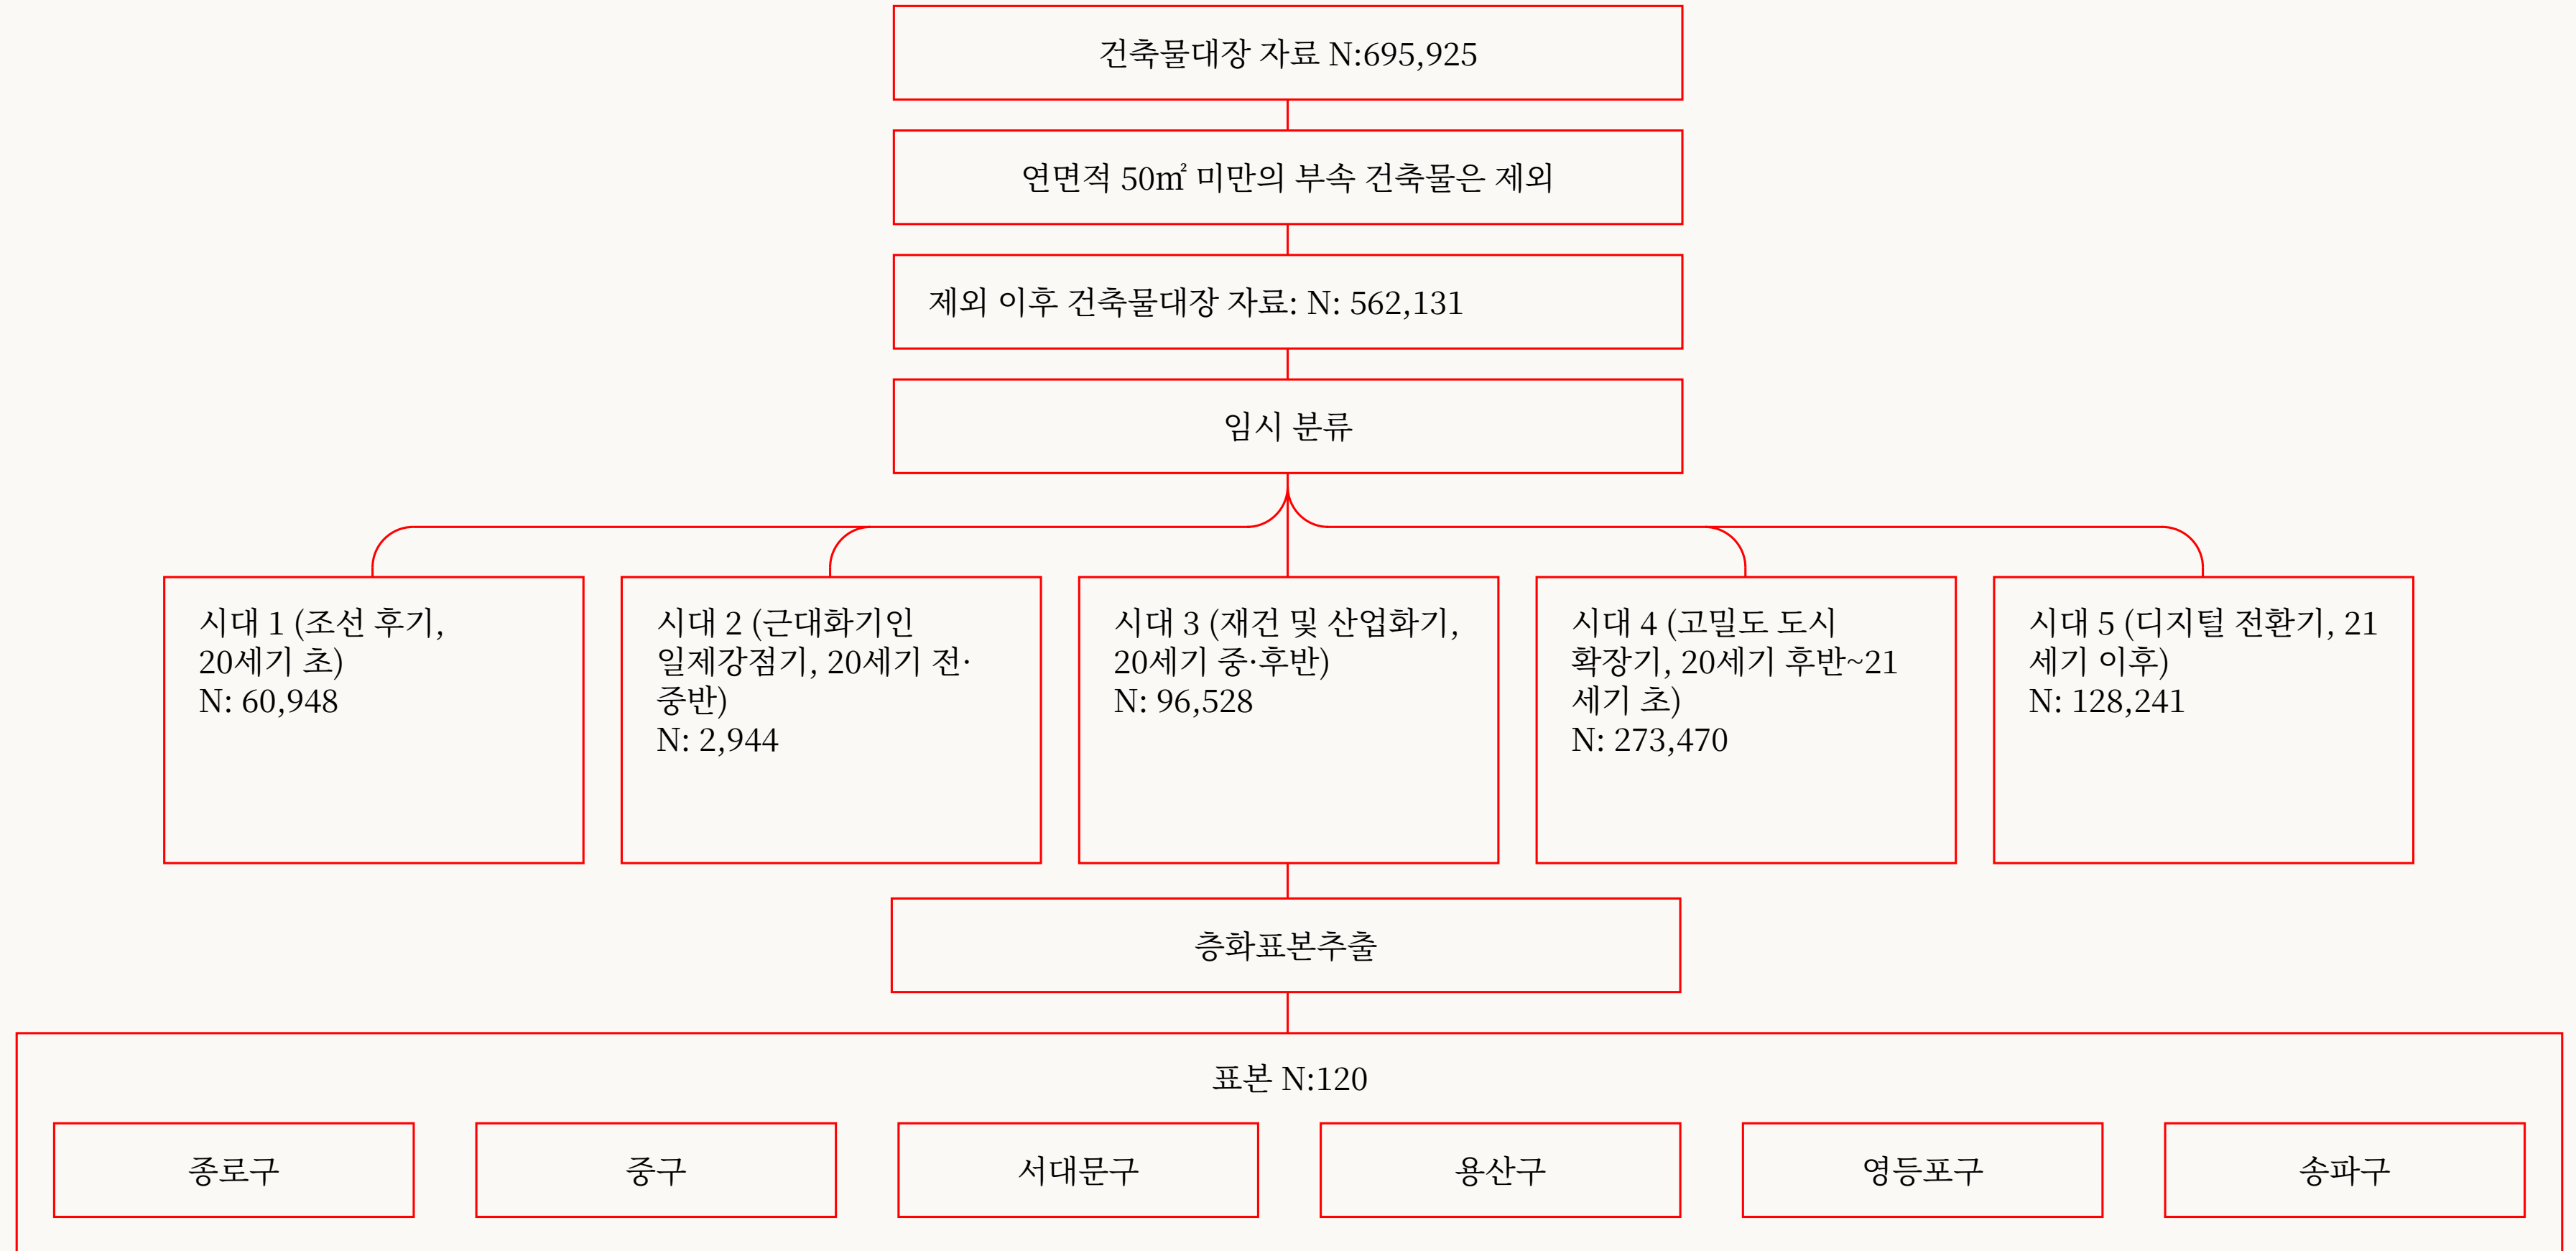 건축물대장 자료 N:695,925
연면적 50㎡ 미만의 부속 건축물은 제외
제외 이후 건축물대장 자료: N: 562,131
임시 분류
시대 1 (조선 후기,
20세기 초)
N: 60,948
시대 2 (근대화기인
일제강점기, 20세기 전·
중반)
N: 2,944
시대 3 (재건 및 산업화기,
20세기 중·후반)
N: 96,528
시대 4 (고밀도 도시
확장기, 20세기 후반~21
세기 초)
N: 273,470
시대 5 (디지털 전환기, 21
세기 이후)
N: 128,241
층화표본추출
표본 N:120
종로구
중구
서대문구
용산구
영등포구
송파구